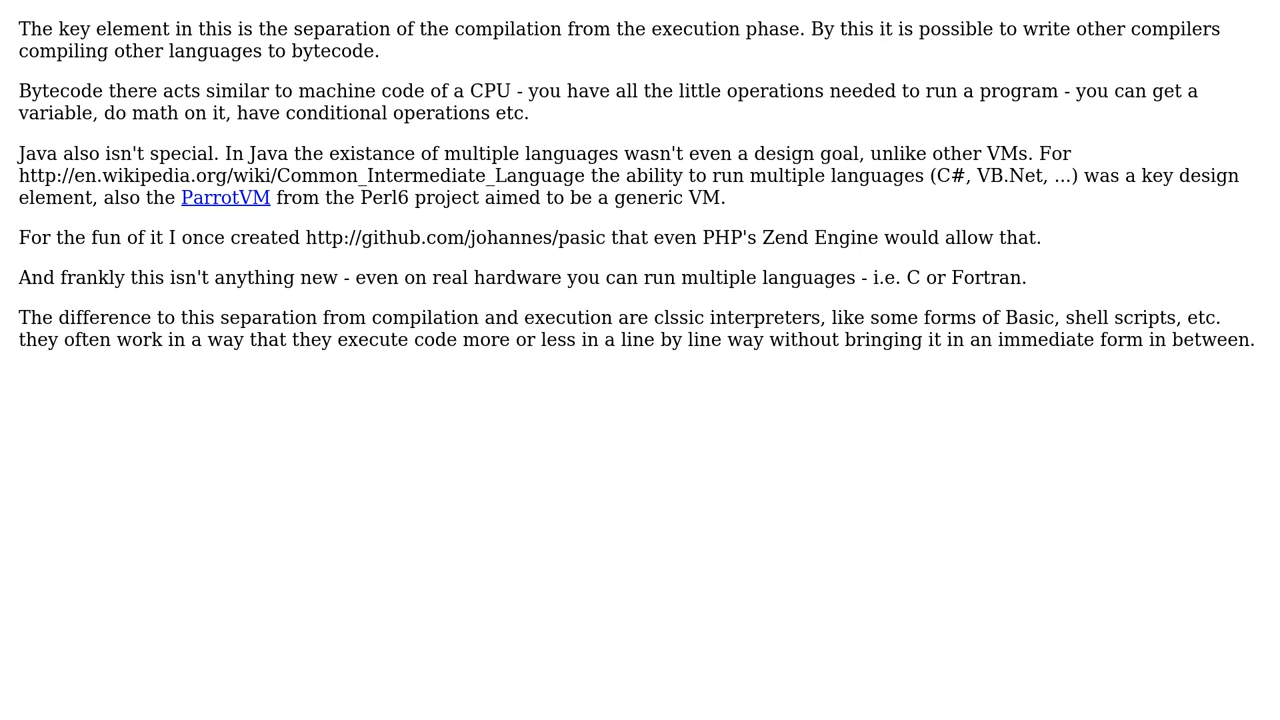 The key element in this is the separation of the compilation from the execution phase. By this it is possible to write other compilers
compiling other languages to bytecode.
Bytecode there acts similar to machine code of a CPU - you have all the little operations needed to run a program - you can get a
variable, do math on it, have conditional operations etc.
Java also isn't special. In Java the existance of multiple languages wasn't even a design goal, unlike other VMs. For
http://en.wikipedia.org/wiki/Common_Intermediate_Language the ability to run multiple languages (C#, VB.Net, ...) was a key design
element, also the ParrotVM from the Perl6 project aimed to be a generic VM.
For the fun of it I once created http://github.com/johannes/pasic that even PHP's Zend Engine would allow that.
And frankly this isn't anything new - even on real hardware you can run multiple languages - i.e. C or Fortran.
The difference to this separation from compilation and execution are clssic interpreters, like some forms of Basic, shell scripts, etc.
they often work in a way that they execute code more or less in a line by line way without bringing it in an immediate form in between.